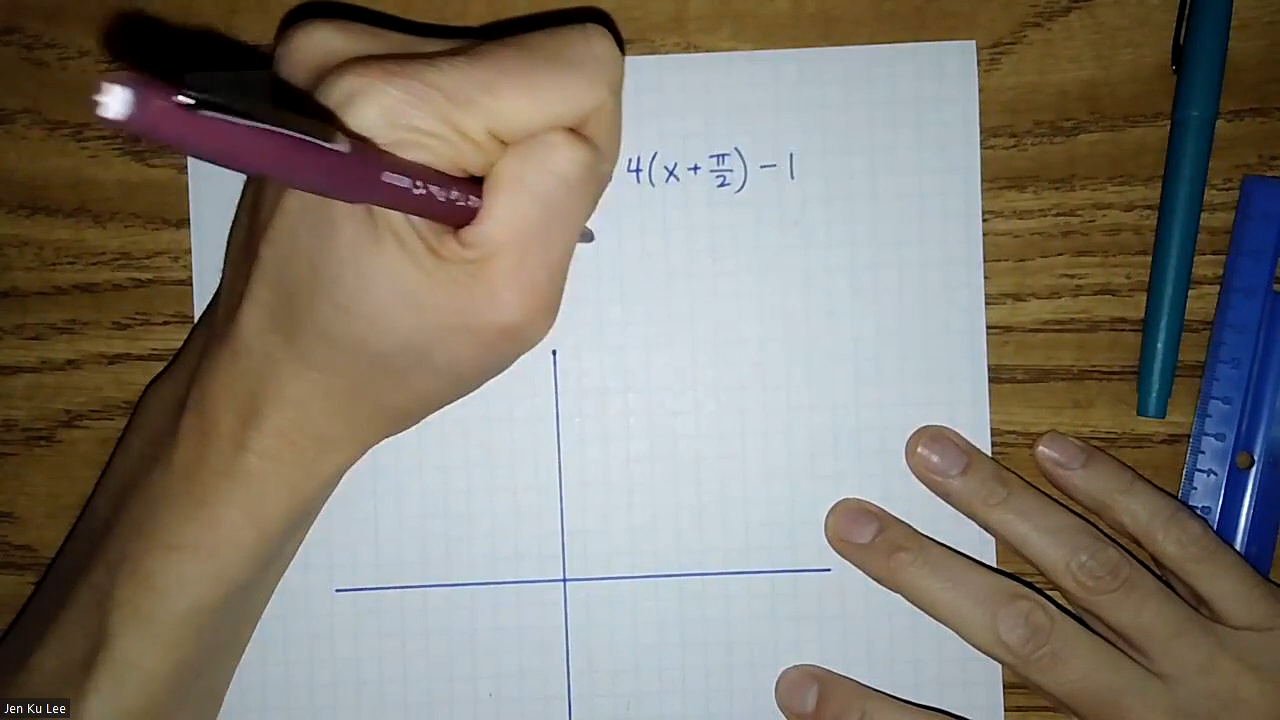 4(x + π/2) - 1
Jen Ku Lee